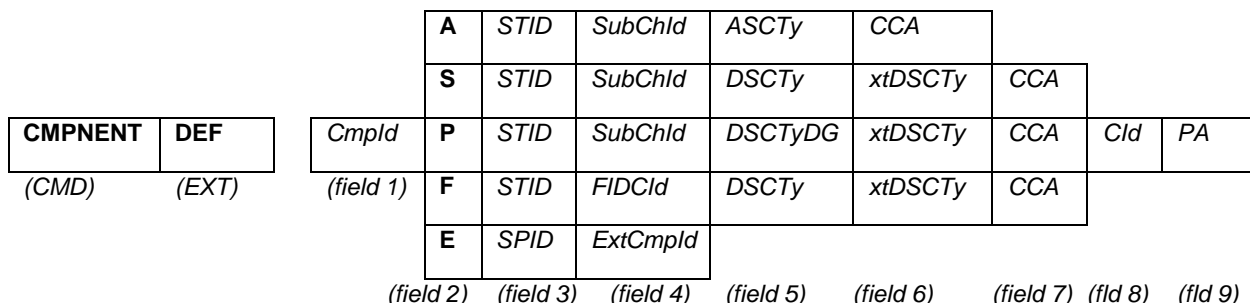 A STID SubChId ASCTy CCA
S STID SubChId DSCTy xtDSCTy CCA
CMPNENT DEF CmpId P STID SubChId DSCTyDG xtDSCTy CCA CId PA
(CMD) (EXT) (field 1) F STID FIDCId DSCTy xtDSCTy CCA
E SPID ExtCmpId
(field 2) (field 3) (field 4) (field 5) (field 6) (field 7) (fld 8) (fld 9)